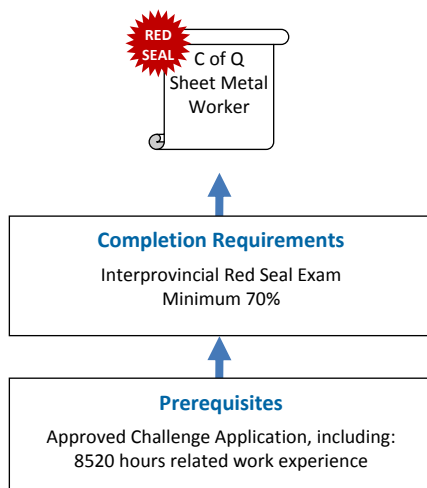 RED
SEAL
C of Q
Sheet Metal
Worker
Completion Requirements
Interprovincial Red Seal Exam
Minimum 70%
Prerequisites
Approved Challenge Application, including:
8520 hours related work experience